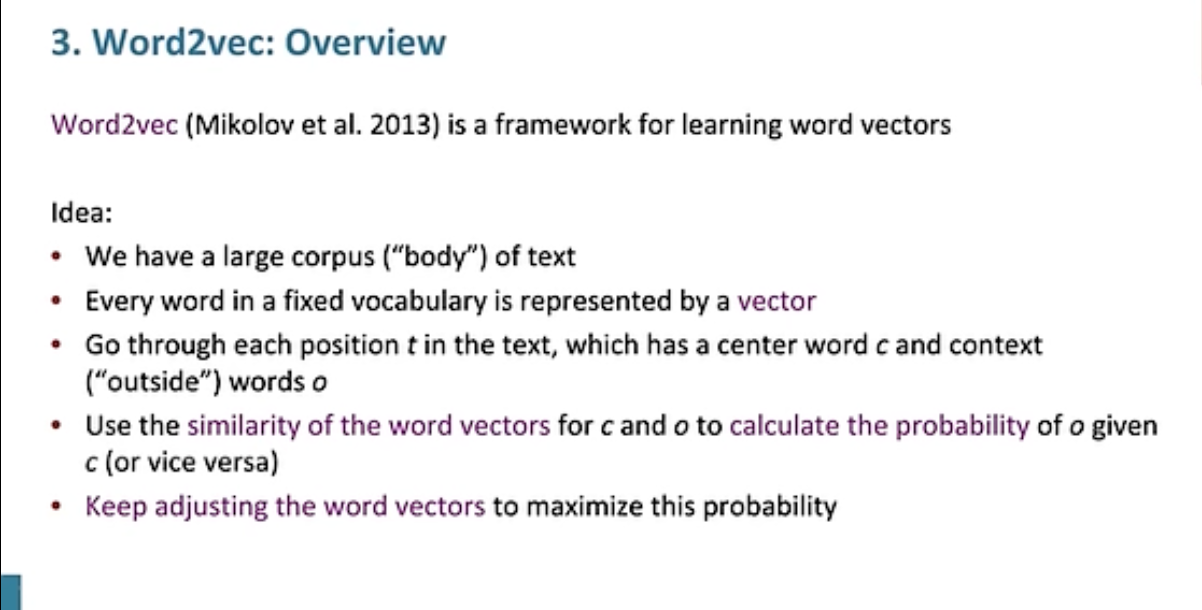 3. Word2vec: Overview
Word2vec (Mikolov et al. 2013) is a framework for learning word vectors
Idea:
• We have a large corpus (“body”) of text
• Every word in a fixed vocabulary is represented by a vector
• Go through each position t in the text, which has a center word c and context
(“outside”) words o
• Use the similarity of the word vectors for c and o to calculate the probability of o given
c (or vice versa)
• Keep adjusting the word vectors to maximize this probability